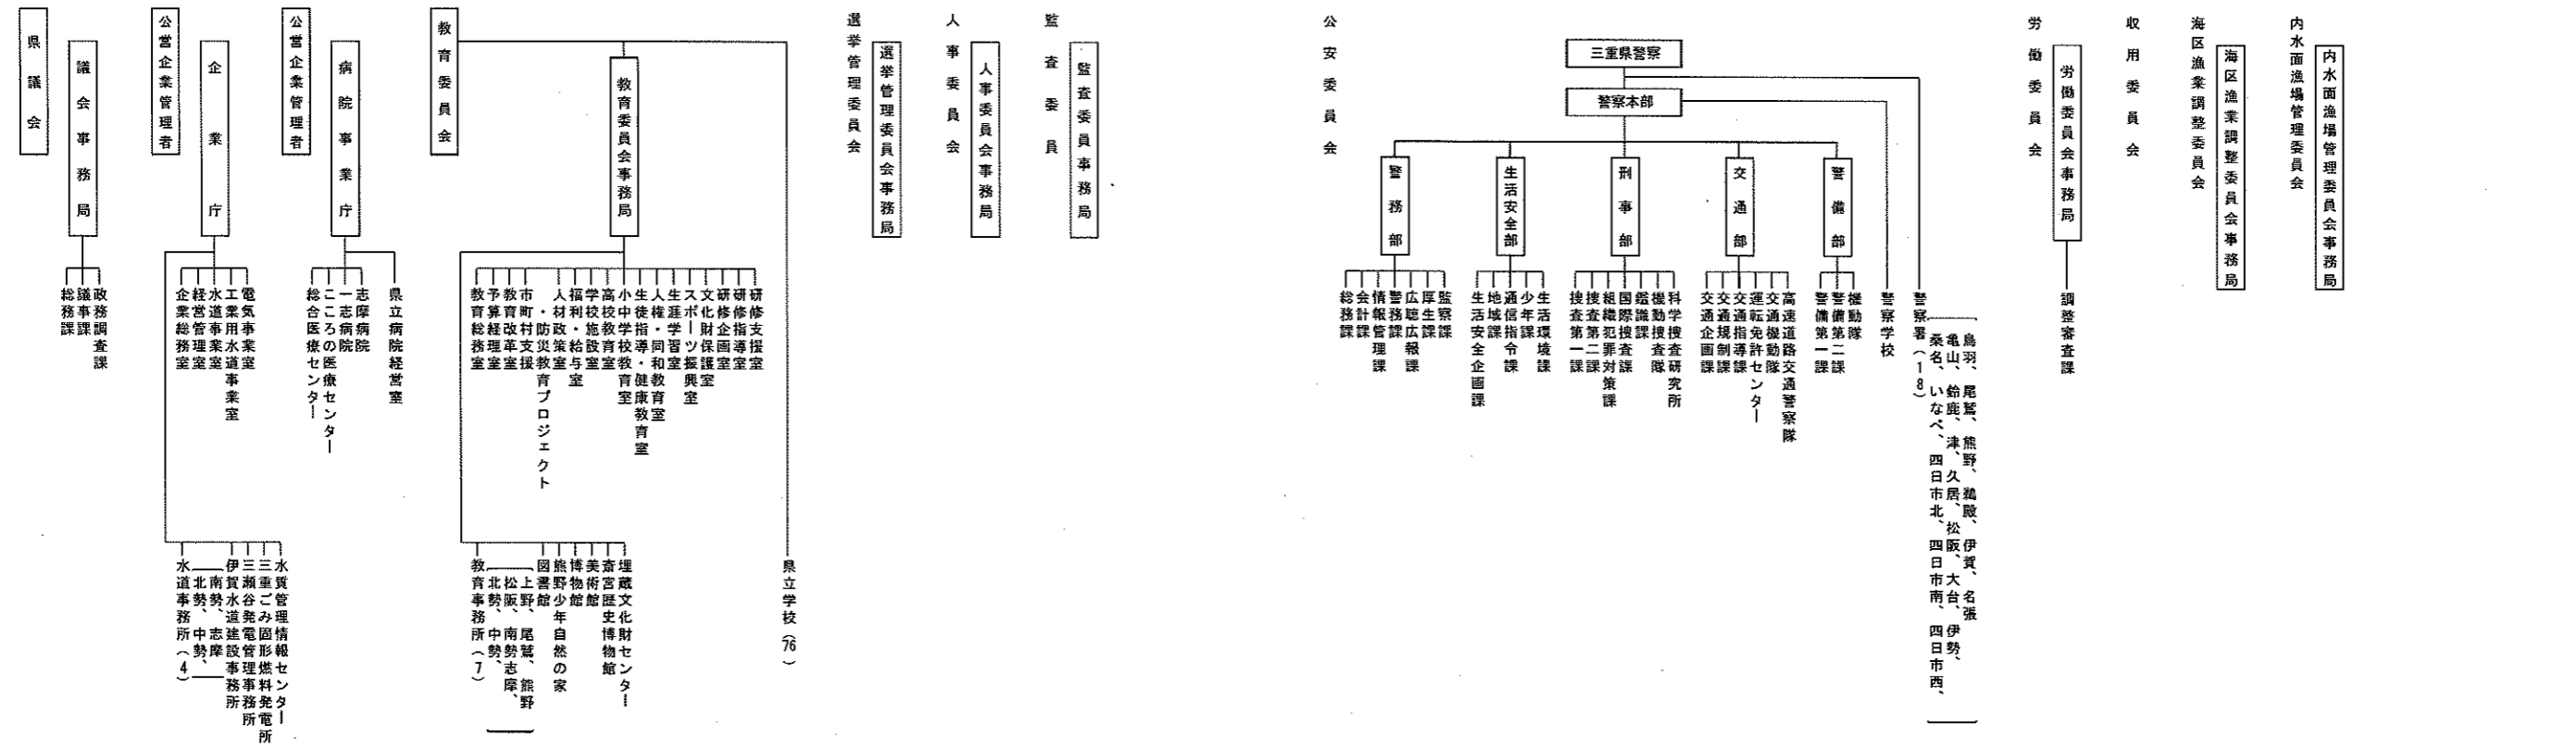 県議会
議会事務局
総務課
議事課
政務調査課
公営企業管理者
企業庁
企業総務室
経営管理室
水道事業室
工業用水道事業室
電気事業室
水道事務所(4)
北勢、中勢、
南勢、志摩
伊賀水道建設事務所
三瀬谷発電管理事務所
三重ごみ固形燃料発電所
水質管理情報センター
公営企業管理者
病院事業庁
総合医療センター
こころの医療センター
一志病院
志摩病院
県立病院経営室
教育委員会
教育委員会事務局
教育総務室
予算経理室
教育改革室
市町村支援
・防災教育プロジェクト
人材政策室
福利・給与室
学校施設室
高校教育室
小中学校教育室
生徒指導・健康教育室
人権・同和教育室
生涯学習室
スポーツ振興室
文化財保護室
研修企画室
研修指導室
研修支援室
教育事務所(7)
北勢、中勢、
松阪、南勢志摩、
上野、尾鷲、熊野
図書館
熊野少年自然の家
博物館
美術館
斎宮歴史博物館
埋蔵文化財センター
県立学校(76)
選挙管理委員会
選挙管理委員会事務局
人事委員会
人事委員会事務局
監査委員
監査委員事務局
公安委員会
三重県警察
警察本部
警務部
総務課
会計課
情報管理課
警務課
広聴広報課
厚生課
監察課
生活安全部
生活安全企画課
地域課
通信指令課
少年課
生活環境課
刑事部
捜査第一課
捜査第二課
組織犯罪対策課
国際捜査課
鑑識課
機動捜査隊
科学捜査研究所
交通部
交通企画課
交通規制課
交通指導課
運転免許センター
交通機動隊
高速道路交通警察隊
警備部
警備第一課
警備第二課
機動隊
警察学校
警察署(18)
桑名、いなべ、四日市北、四日市南、四日市西、
亀山、鈴鹿、津、久居、松阪、大台、伊勢、
鳥羽、尾鷲、熊野、鵜殿、伊賀、名張
労働委員会
労働委員会事務局
調整審査課
収用委員会
海区漁業調整委員会
海区漁業調整委員会事務局
内水面漁場管理委員会
内水面漁場管理委員会事務局